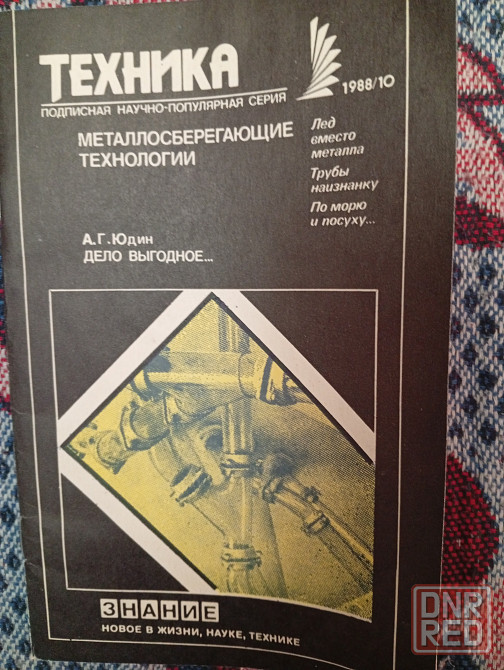 ТЕХНИКА
ПОДПИСНАЯ НАУЧНО-ПОПУЛЯРНАЯ СЕРИЯ
1988/10
МЕТАЛЛОСБЕРЕГАЮЩИЕ
ТЕХНОЛОГИИ
Лед
вместо
металла
Трубы
наизнанку
По морю
и посуху...
А.Г.Юдин
ДЕЛО ВЫГОДНОЕ...
ЗНАНИЕ
НОВОЕ В ЖИЗНИ, НАУКЕ, ТЕХНИКЕ
DNR
RED